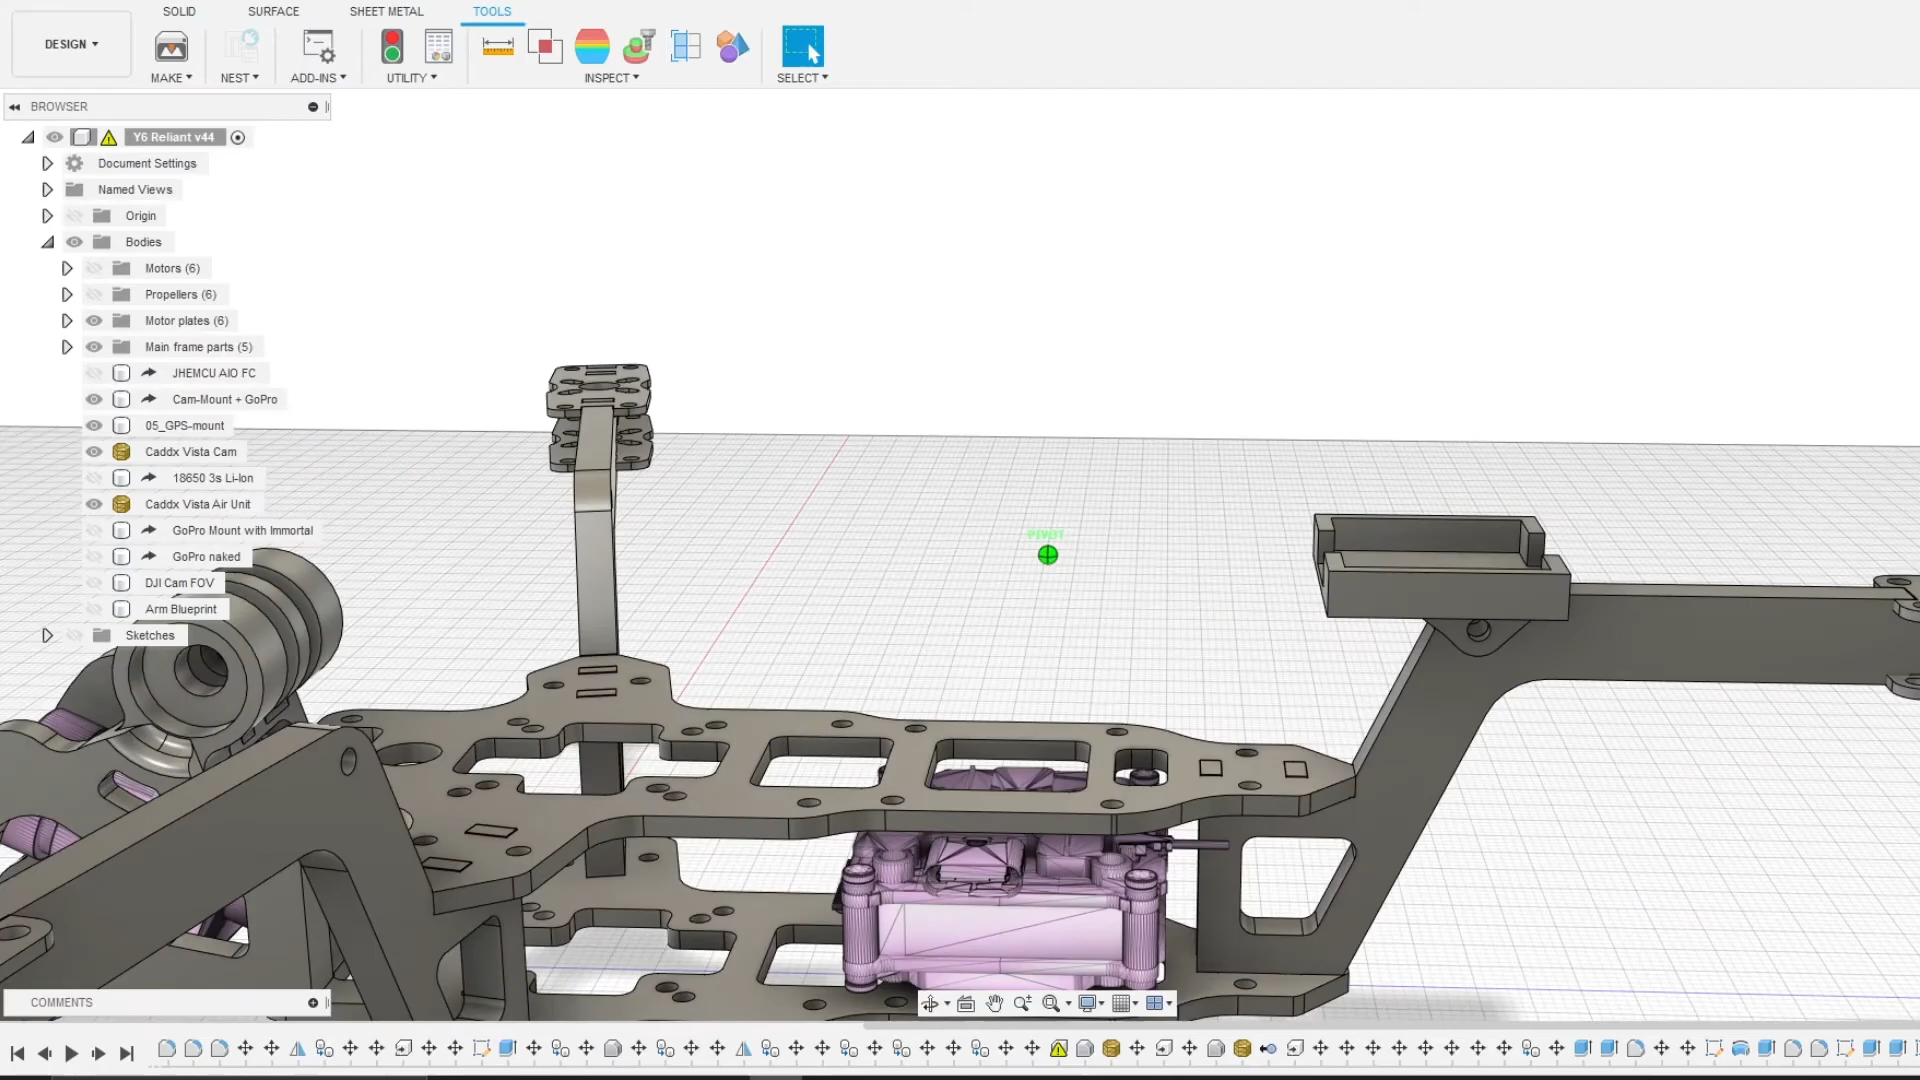 SOLID
SURFACE
SHEET METAL
TOOLS
DESIGN
MAKE
NEST
ADD-INS
UTILITY
INSPECT
SELECT
BROWSER
Y6 Reliant v44
Document Settings
Named Views
Origin
Bodies
Motors (6)
Propellers (6)
Motor plates (6)
Main frame parts (5)
JHEMCU AIO FC
Cam-Mount + GoPro
05_GPS-mount
Caddx Vista Cam
18650 3s Li-Ion
Caddx Vista Air Unit
GoPro Mount with Immortal
GoPro naked
DJI Cam FOV
Arm Blueprint
Sketches
PIVOT
COMMENTS